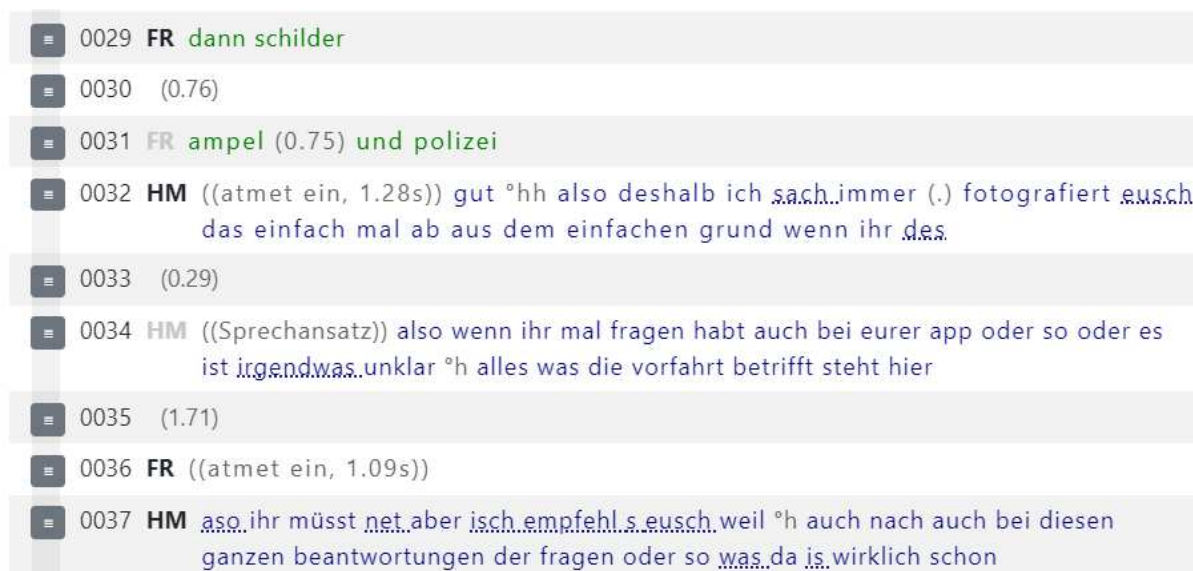 0029 FR dann schilder
0030 (0.76)
0031 FR ampel (0.75) und polizei
0032 HM ((atmet ein, 1.28s)) gut °hh also deshalb ich sach immer (.) fotografiert eusch
das einfach mal ab aus dem einfachen grund wenn ihr des
0033 (0.29)
0034 HM ((Sprechansatz)) also wenn ihr mal fragen habt auch bei eurer app oder so oder es
ist irgendwas unklar °h alles was die vorfahrt betrifft steht hier
0035 (1.71)
0036 FR ((atmet ein, 1.09s))
0037 HM aso ihr müsst net aber isch empfehl s eusch weil °h auch nach auch bei diesen
ganzen beantwortungen der fragen oder so was da is wirklich schon